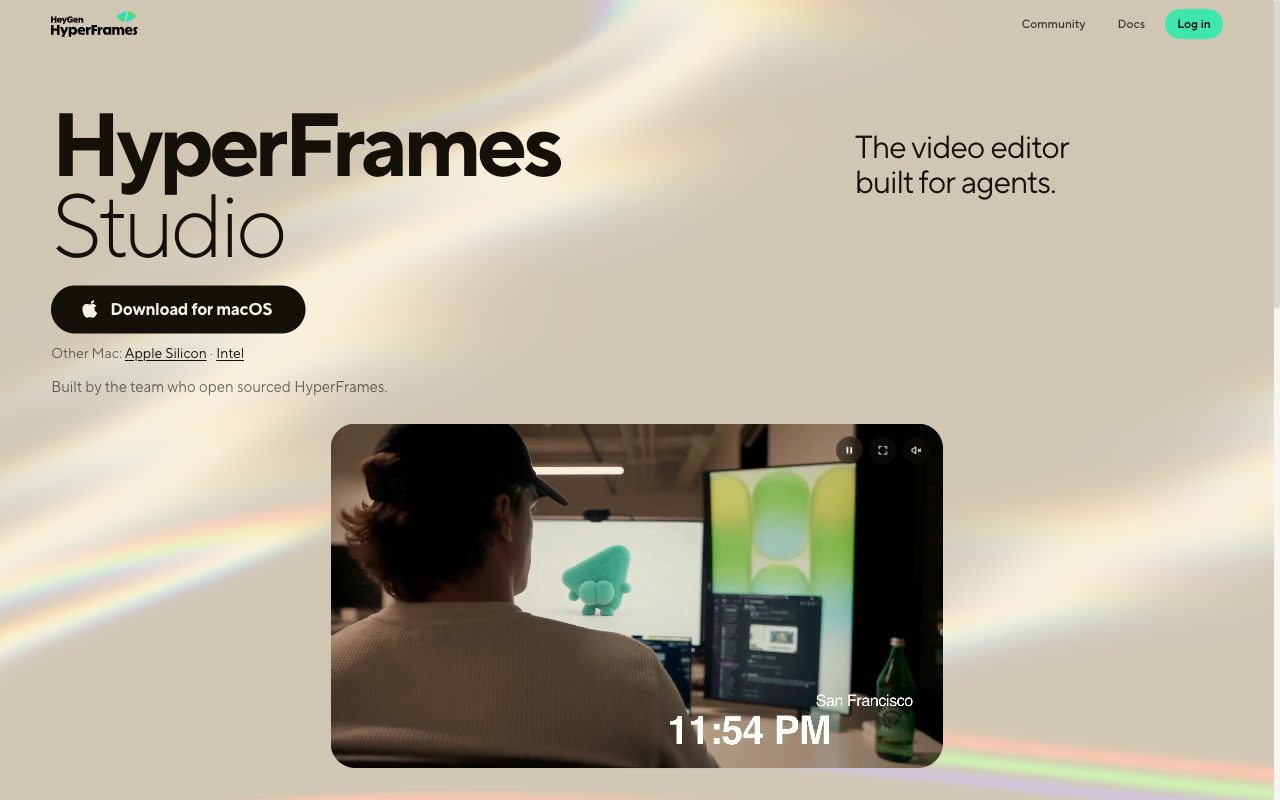 HeyGen
HyperFrames
Community
Docs
Log in
HyperFrames
Studio
The video editor
built for agents.
Download for macOS
Other Mac: Apple Silicon · Intel
Built by the team who open sourced HyperFrames.
San Francisco
11:54 PM